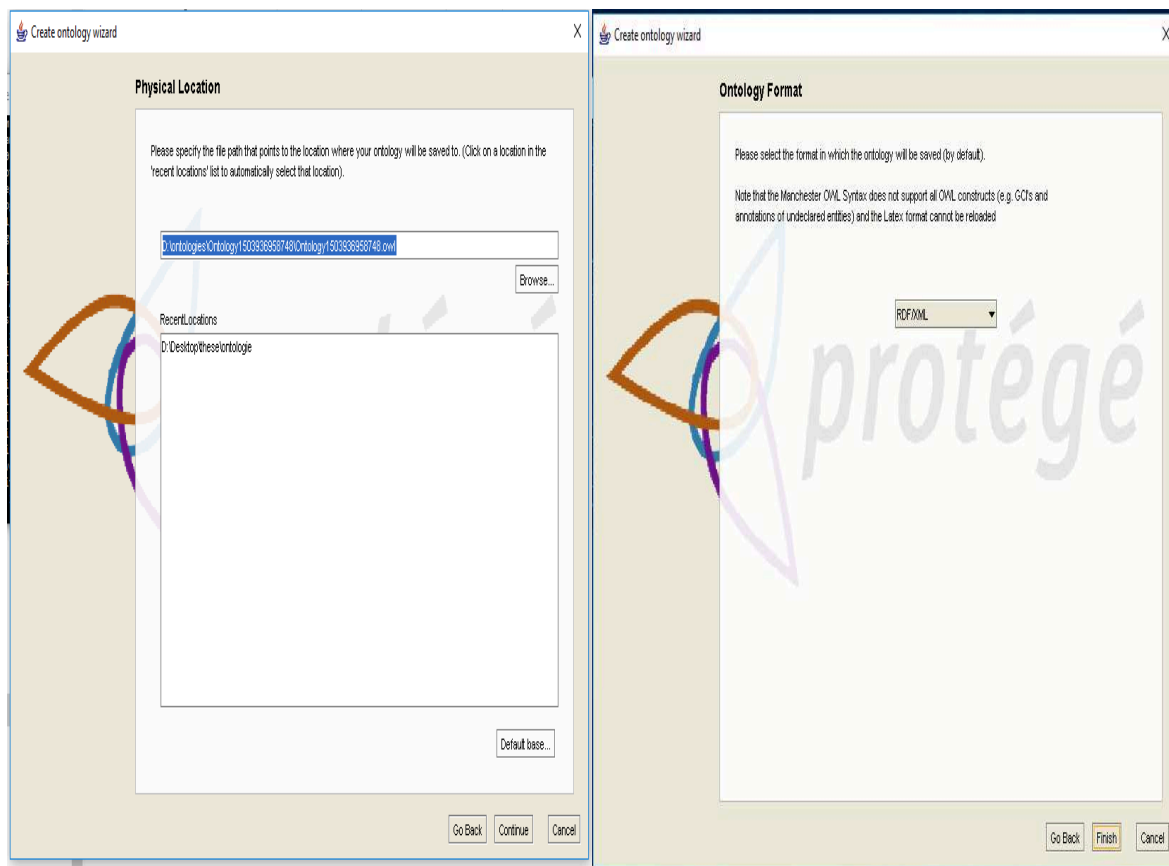 Create ontology wizard
X
Physical Location
Please specify the file path that points to the location where your ontology will be saved to. (Click on a location in the
'recent locations' list to automatically select that location).
D:\ontologies\Ontology1503936958748\Ontology1503936958748.owl
Browse...
RecentLocations
D:\Desktop\these\ontologie
Default base...
Go Back Continue Cancel
Create ontology wizard
X
Ontology Format
Please select the format in which the ontology will be saved (by default).
Note that the Manchester OWL Syntax does not support all OWL constructs (e.g. GCI's and
annotations of undeclared entities) and the Latex format cannot be reloaded
RDF/XML
protégé
Go Back Finish Cancel